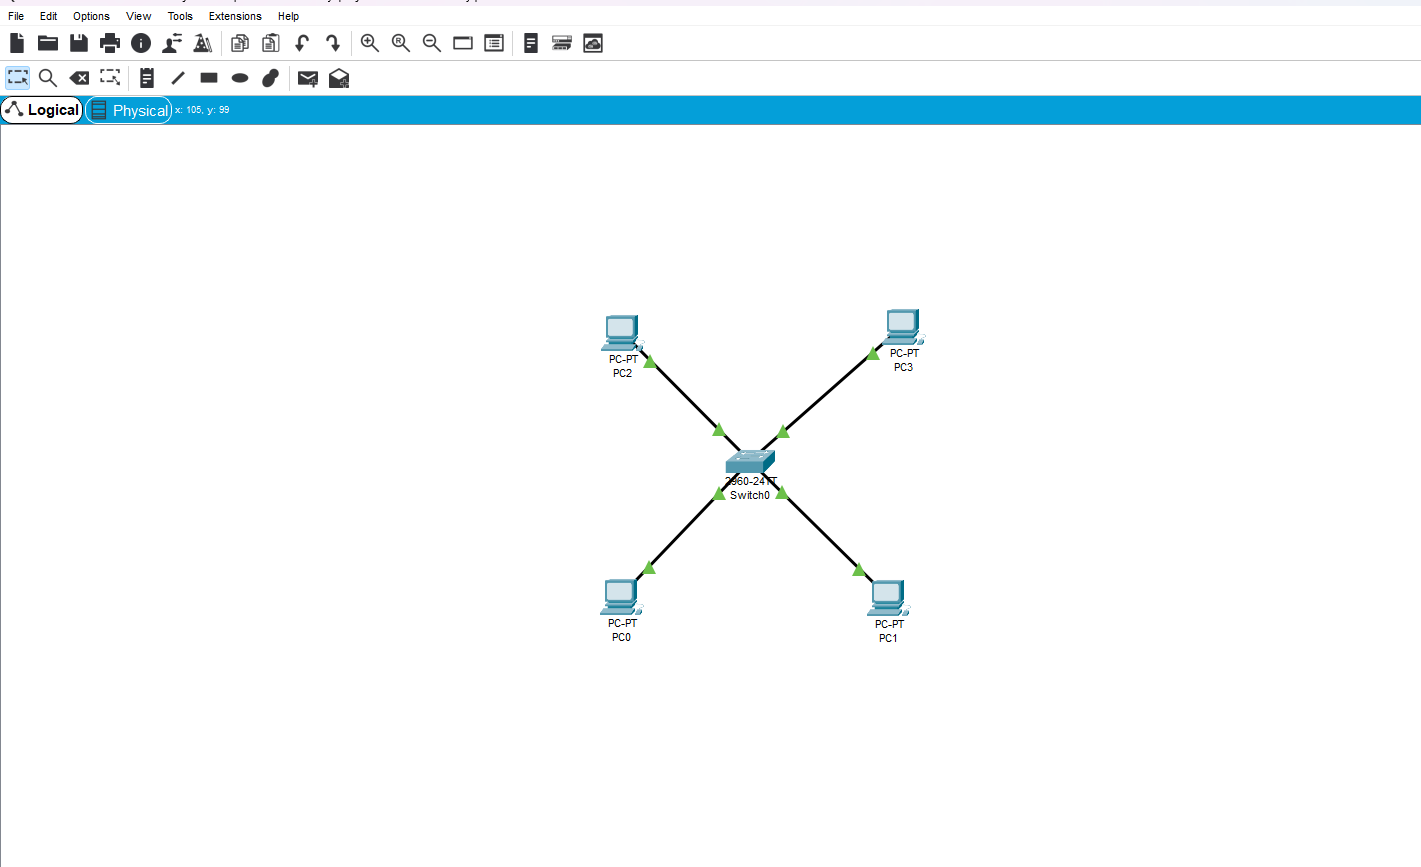 File Edit Options View Tools Extensions Help
Logical Physical x: 105, y: 99
PC-PT
PC2
PC-PT
PC3
2960-24TT
Switch0
PC-PT
PC0
PC-PT
PC1